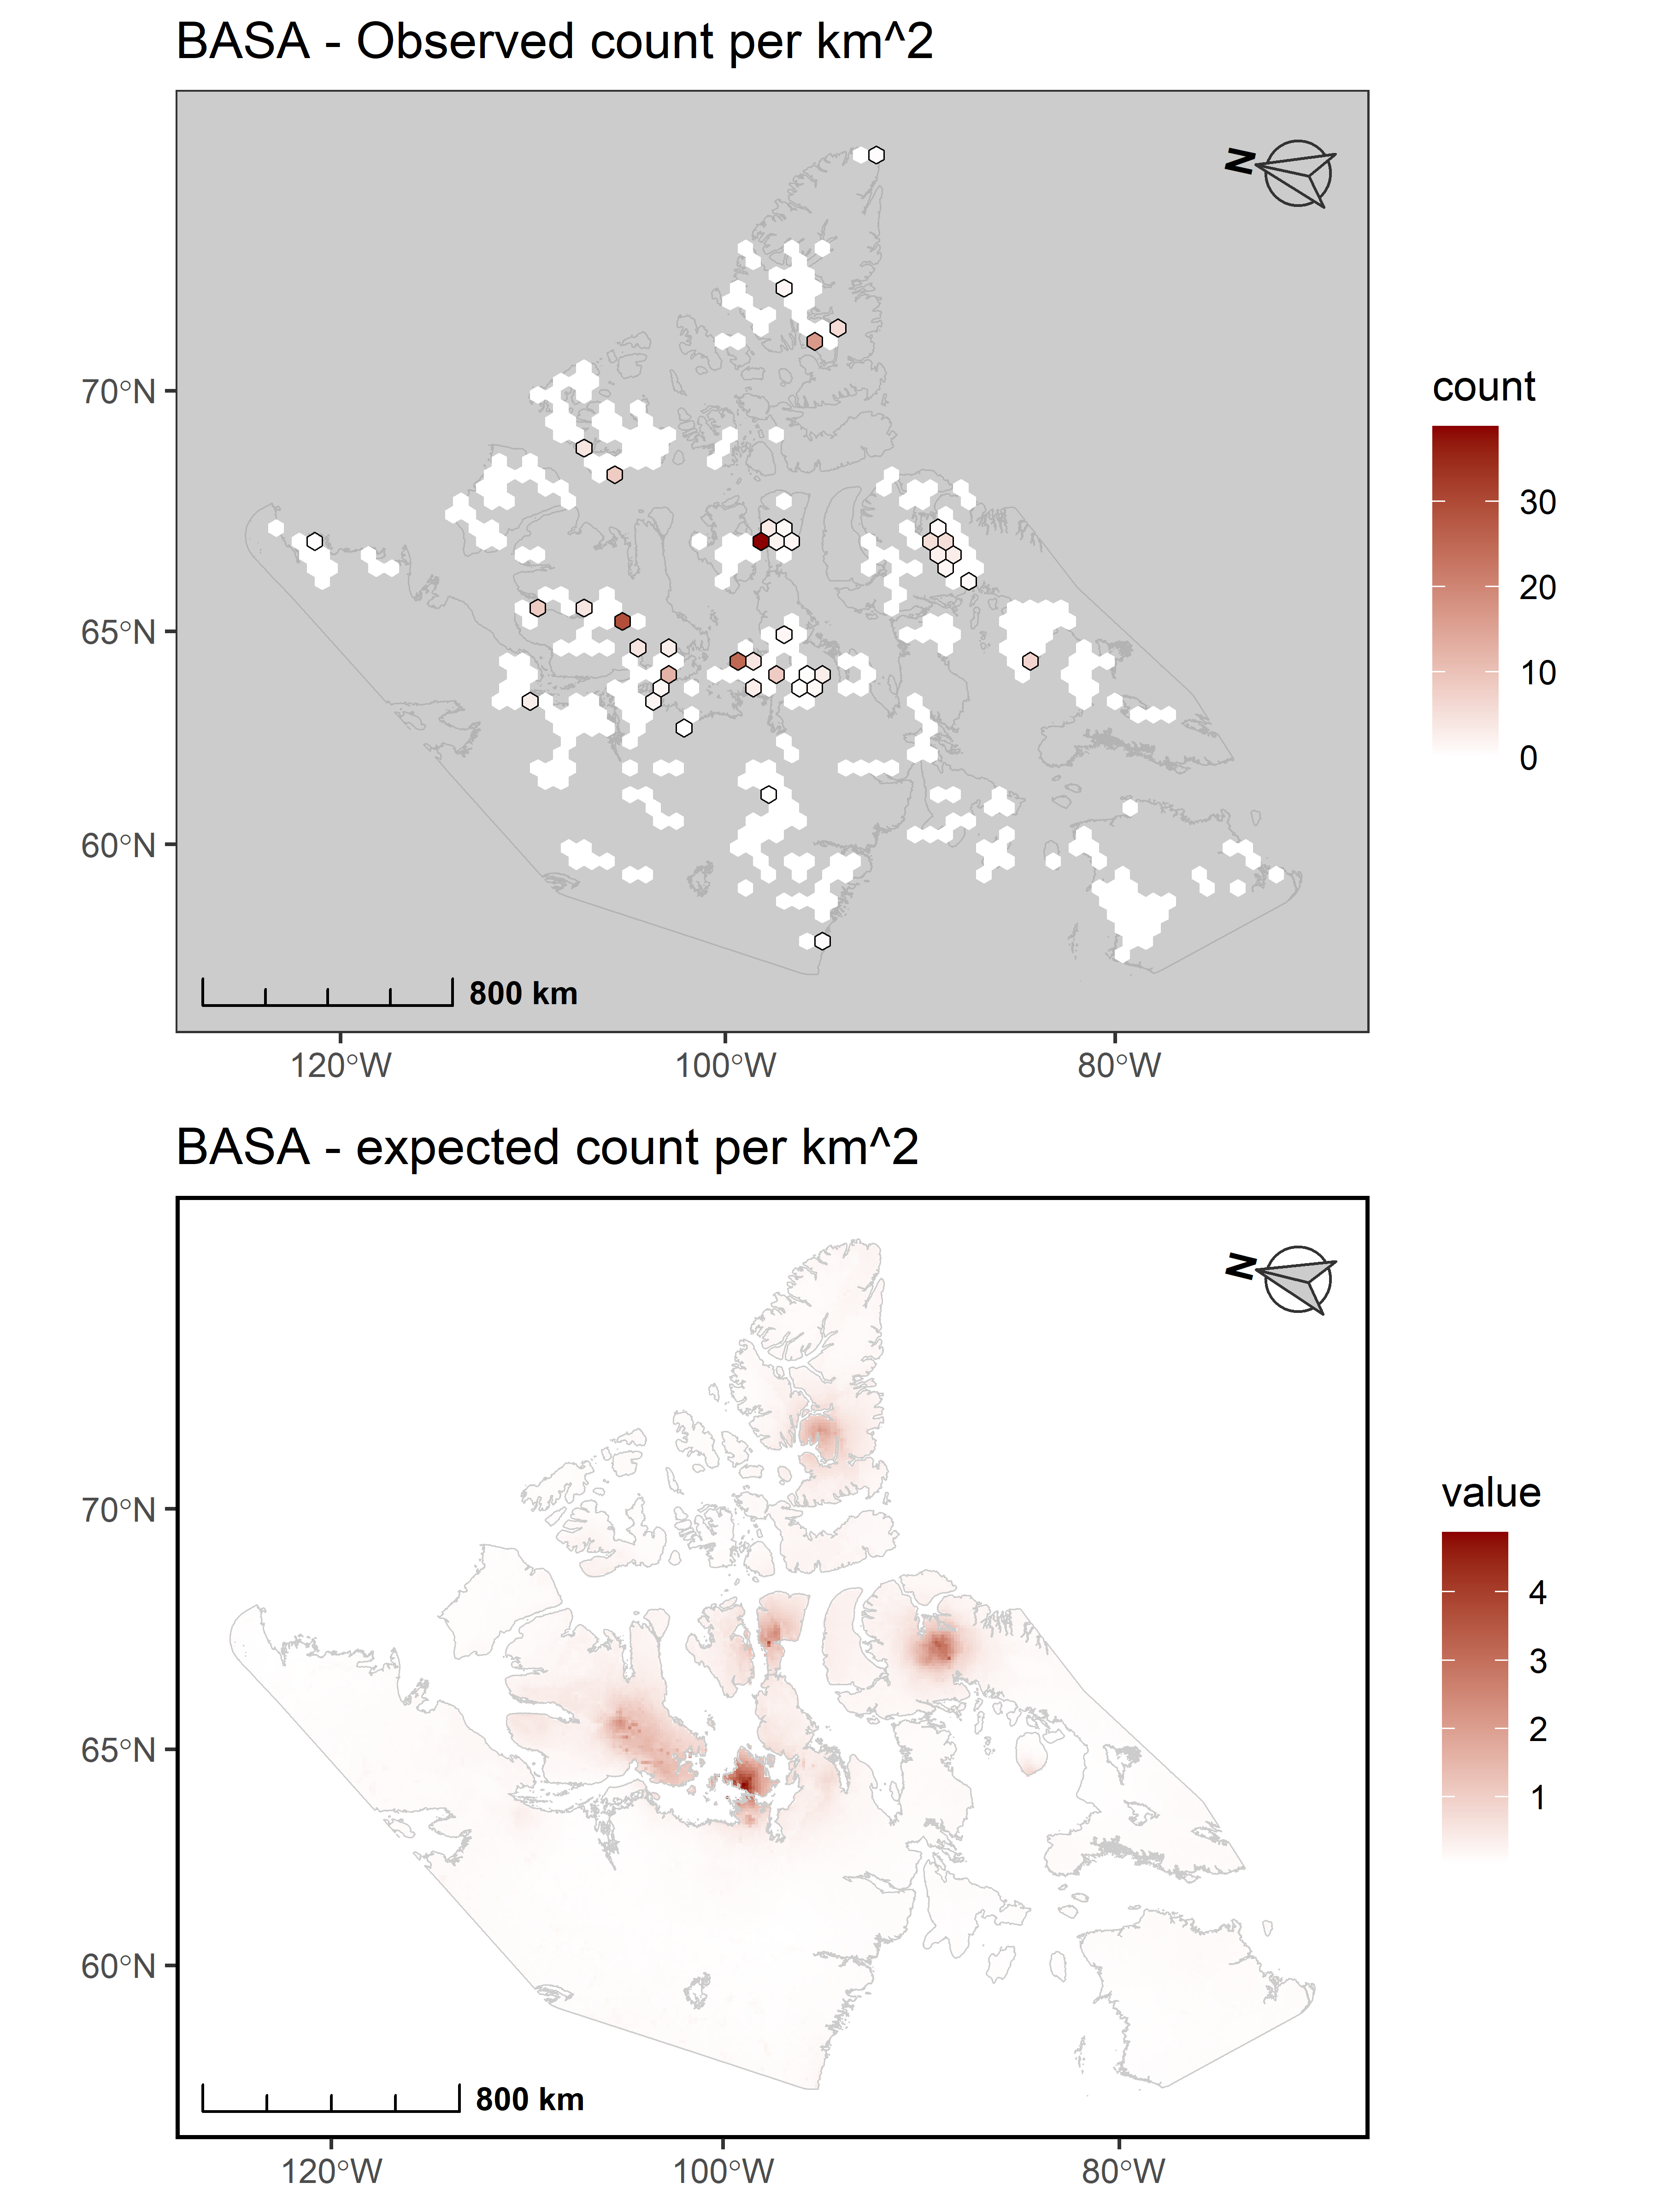 BASA - Observed count per km^2
N
70°N
65°N
60°N
800 km
120°W 100°W 80°W
count
30
20
10
0
BASA - expected count per km^2
N
70°N
65°N
60°N
800 km
120°W 100°W 80°W
value
4
3
2
1